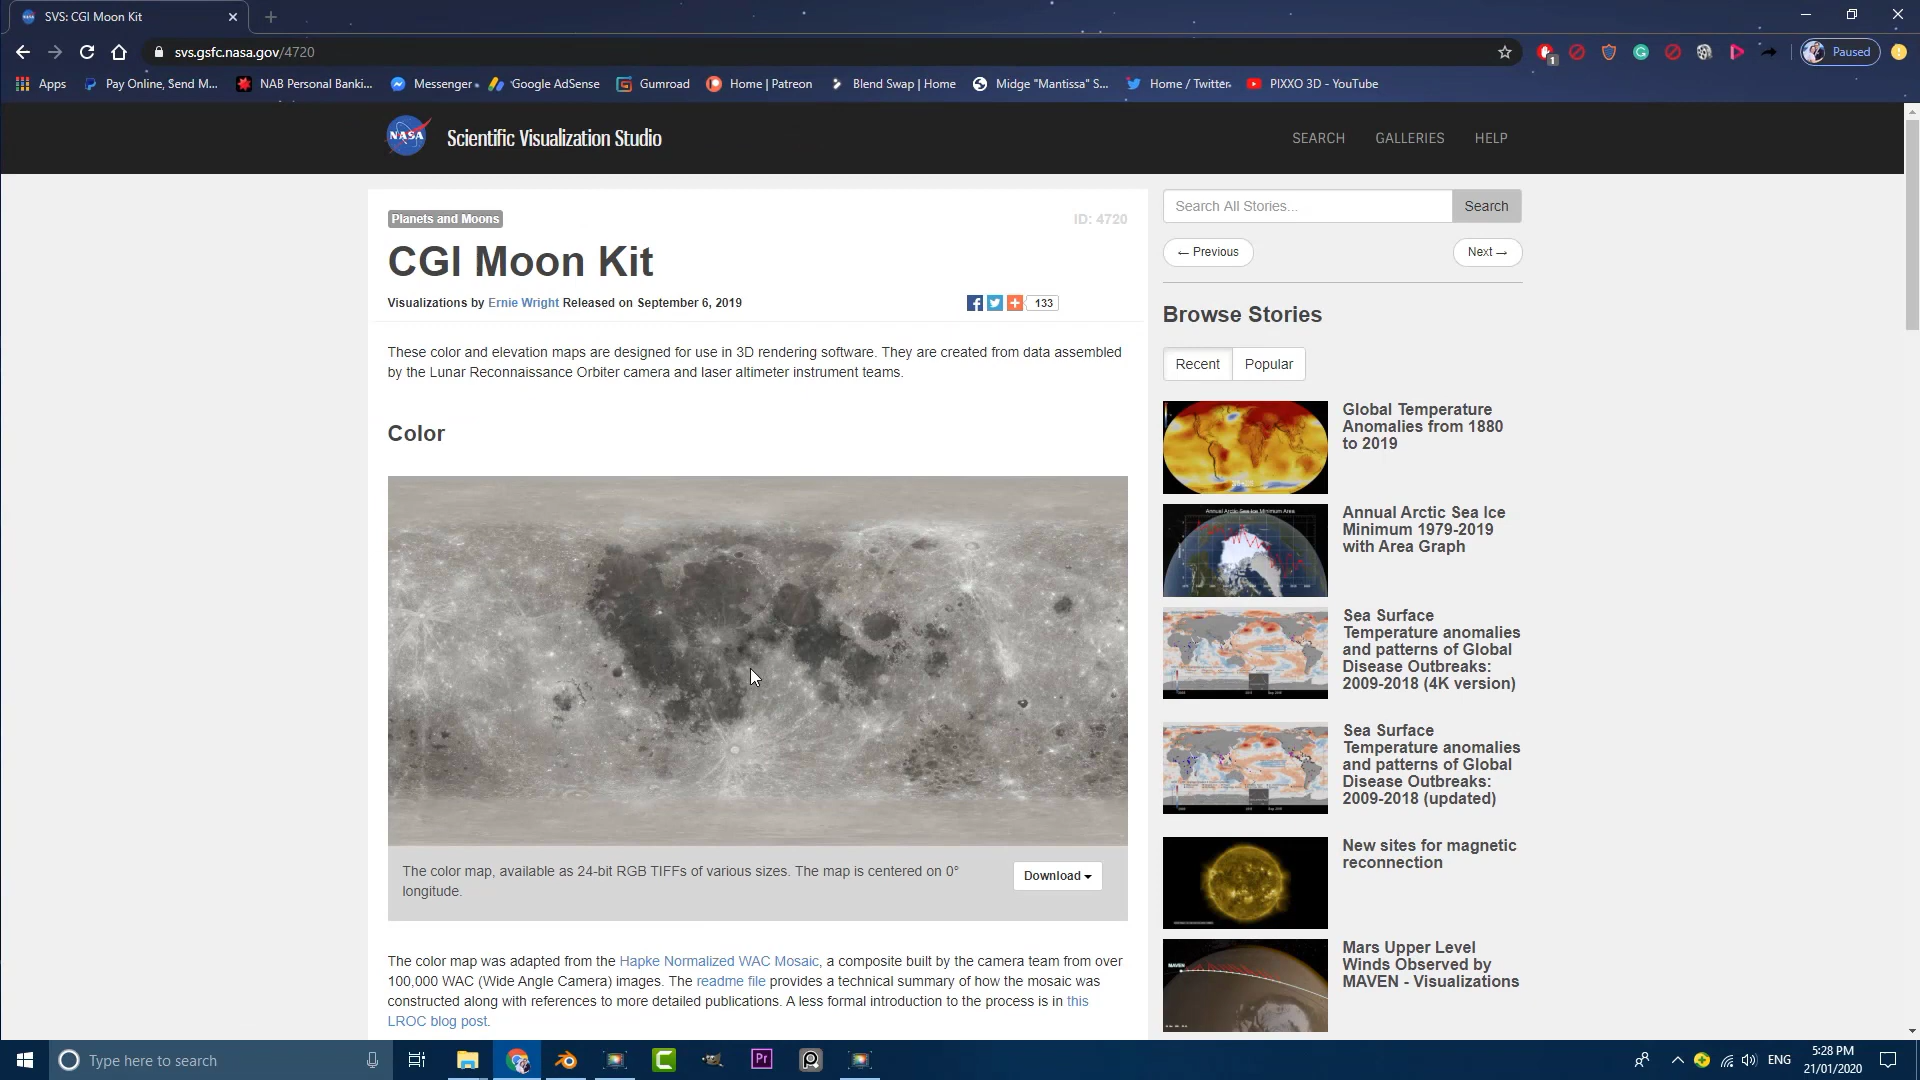 SVS: CGI Moon Kit
svs.gsfc.nasa.gov/4720
1
Paused
Apps
Pay Online, Send M...
NAB Personal Banki...
Messenger
Google AdSense
Gumroad
Home | Patreon
Blend Swap | Home
Midge "Mantissa" S...
Home / Twitter
PIXXO 3D - YouTube
NASA
Scientific Visualization Studio
SEARCH
GALLERIES
HELP
Planets and Moons
ID: 4720
CGI Moon Kit
Visualizations by Ernie Wright Released on September 6, 2019
133
These color and elevation maps are designed for use in 3D rendering software. They are created from data assembled
by the Lunar Reconnaissance Orbiter camera and laser altimeter instrument teams.
Color
The color map, available as 24-bit RGB TIFFs of various sizes. The map is centered on 0°
longitude.
Download
The color map was adapted from the Hapke Normalized WAC Mosaic, a composite built by the camera team from over
100,000 WAC (Wide Angle Camera) images. The readme file provides a technical summary of how the mosaic was
constructed along with references to more detailed publications. A less formal introduction to the process is in this
LROC blog post.
Search All Stories...
Search
← Previous
Next →
Browse Stories
Recent
Popular
Global Temperature
Anomalies from 1880
to 2019
Annual Arctic Sea Ice Minimum Area
Annual Arctic Sea Ice
Minimum 1979-2019
with Area Graph
Sea Surface
Temperature anomalies
and patterns of Global
Disease Outbreaks:
2009-2018 (4K version)
Sea Surface
Temperature anomalies
and patterns of Global
Disease Outbreaks:
2009-2018 (updated)
New sites for magnetic
reconnection
MAVEN
Mars Upper Level
Winds Observed by
MAVEN - Visualizations
Type here to search
Pr
ENG
5:28 PM
21/01/2020